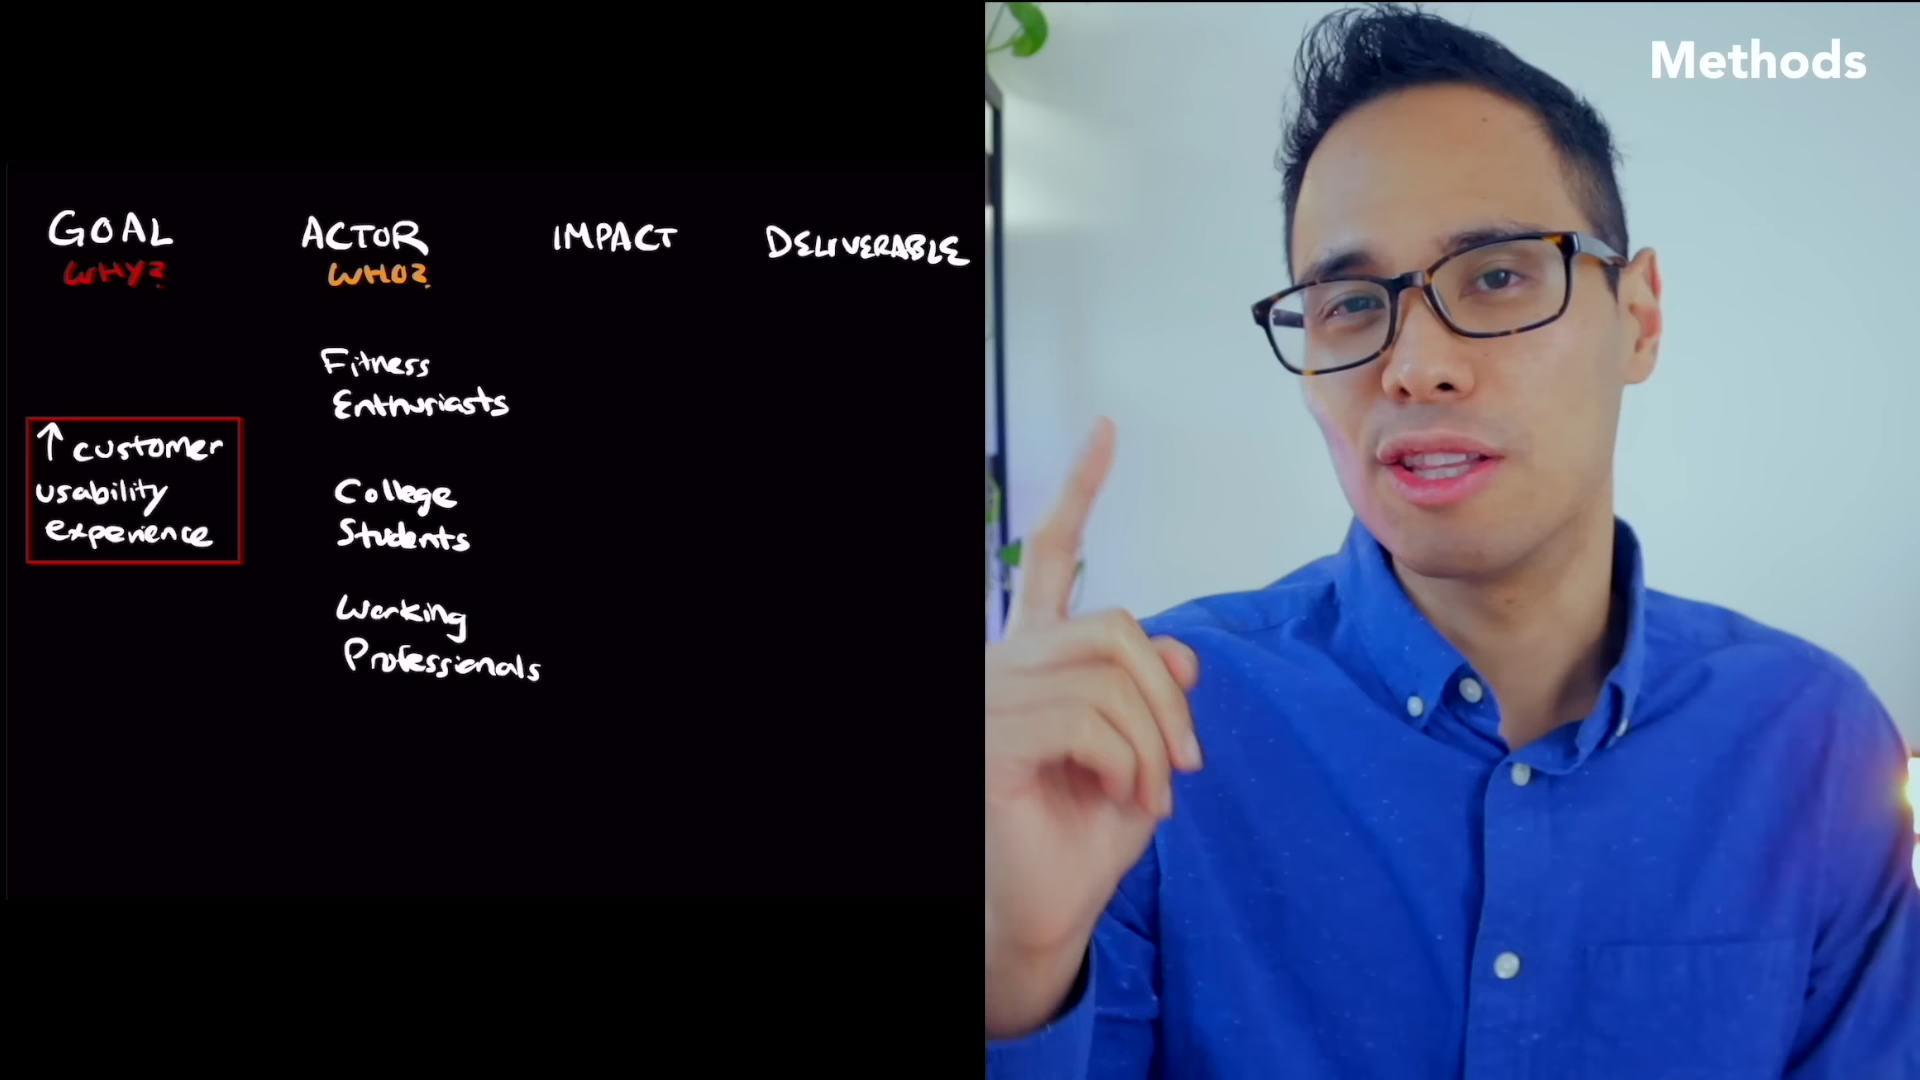 Methods
GOAL
WHY?
ACTOR
WHO?
IMPACT
DELIVERABLE
↑ customer
usability
experience
Fitness
Enthusiasts
College
Students
Working
Professionals